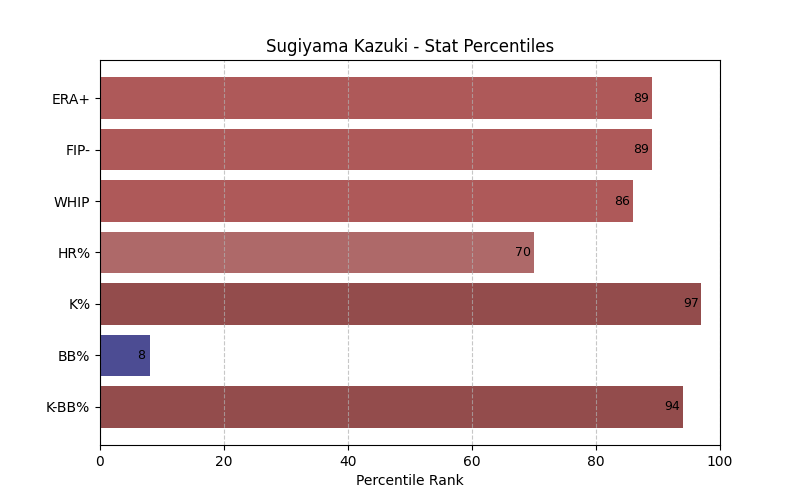 Sugiyama Kazuki - Stat Percentiles
ERA+ 89
FIP- 89
WHIP 86
HR% 70
K% 97
BB% 8
K-BB% 94
0 20 40 60 80 100
Percentile Rank